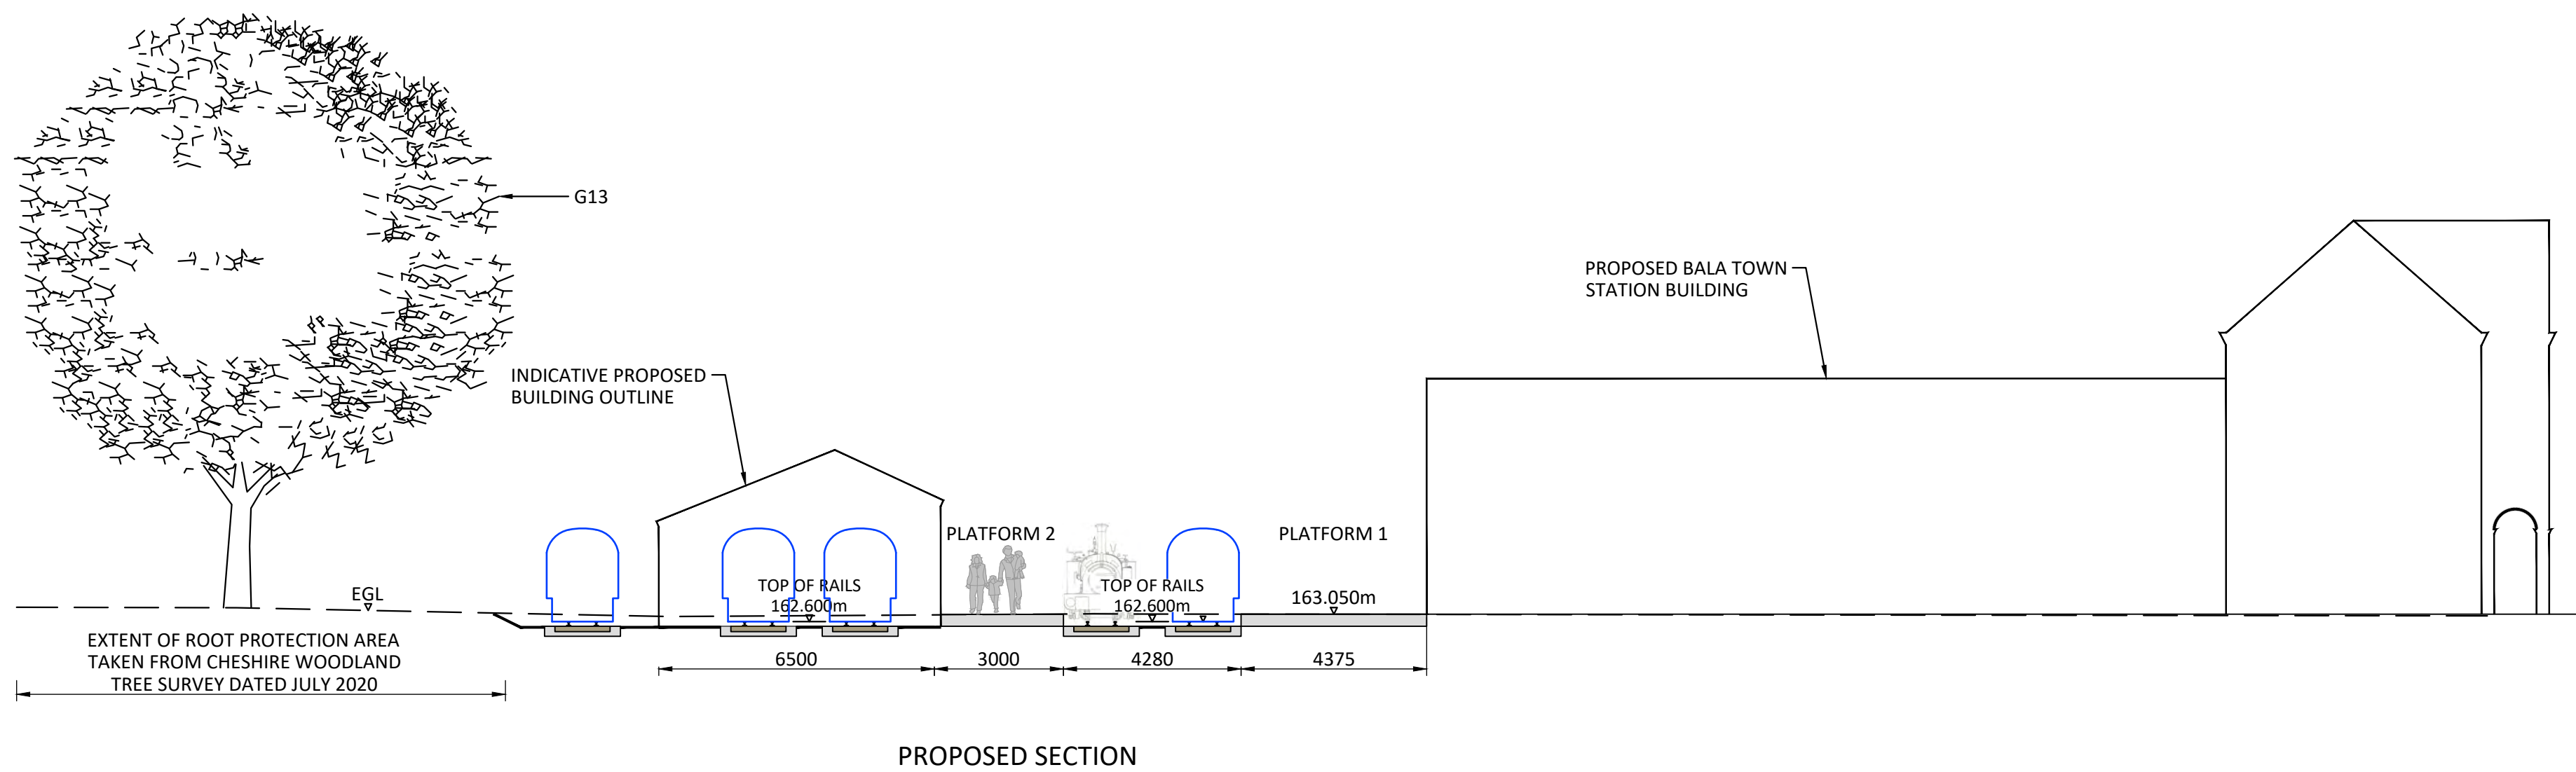 G13
PROPOSED BALA TOWN
STATION BUILDING
INDICATIVE PROPOSED
BUILDING OUTLINE
PLATFORM 2
PLATFORM 1
EGL
TOP OF RAILS
162.600m
TOP OF RAILS
162.600m
163.050m
EXTENT OF ROOT PROTECTION AREA
TAKEN FROM CHESHIRE WOODLAND
TREE SURVEY DATED JULY 2020
6500
3000
4280
4375
PROPOSED SECTION